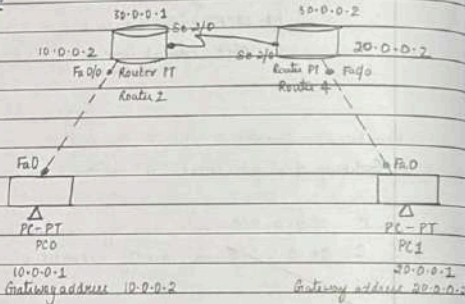 30.0.0.1
30.0.0.2
Se 2/0
10.0.0.2
20.0.0.2
Se 2/0
Fa 0/0
Router PT
Router PT
Fa0/0
Router 2
Router 4
Fa0
Fa0
PC-PT
PC-PT
PC0
PC1
10.0.0.1
20.0.0.1
Gateway address 10.0.0.2
Gateway address 20.0.0.2